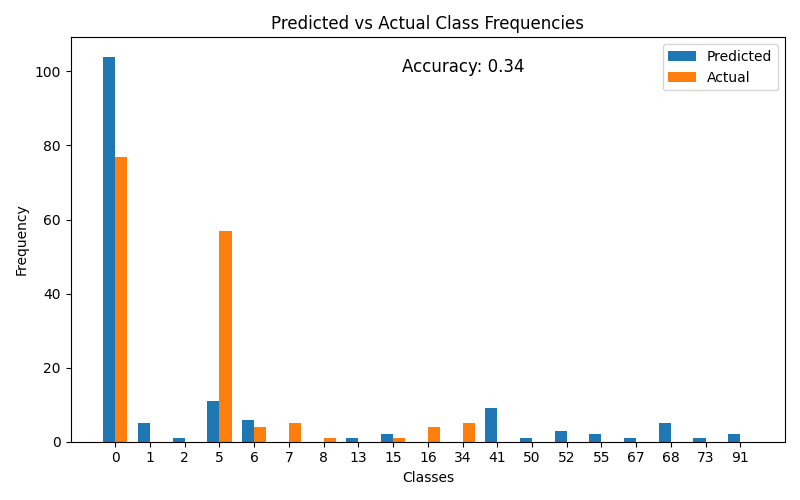 Predicted vs Actual Class Frequencies
Accuracy: 0.34
Predicted
Actual
Frequency
100
80
60
40
20
0
0 1 2 5 6 7 8 13 15 16 34 41 50 52 55 67 68 73 91
Classes